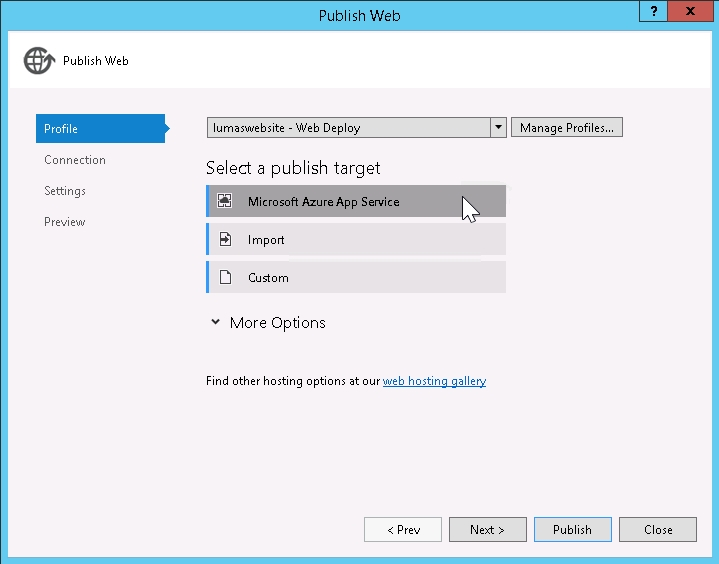 Publish Web
?
x
Publish Web
Profile
Connection
Settings
Preview
lumaswebsite - Web Deploy
Manage Profiles...
Select a publish target
Microsoft Azure App Service
Import
Custom
More Options
Find other hosting options at our web hosting gallery
< Prev
Next >
Publish
Close